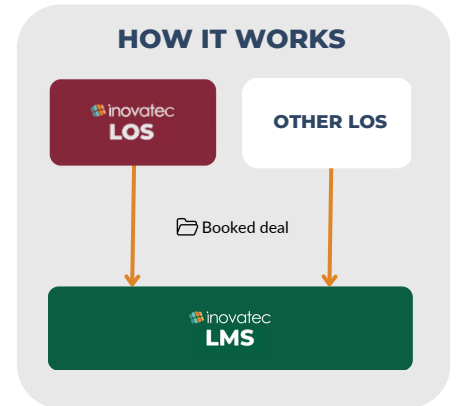 HOW IT WORKS
inovatec
LOS
OTHER LOS
Booked deal
inovatec
LMS